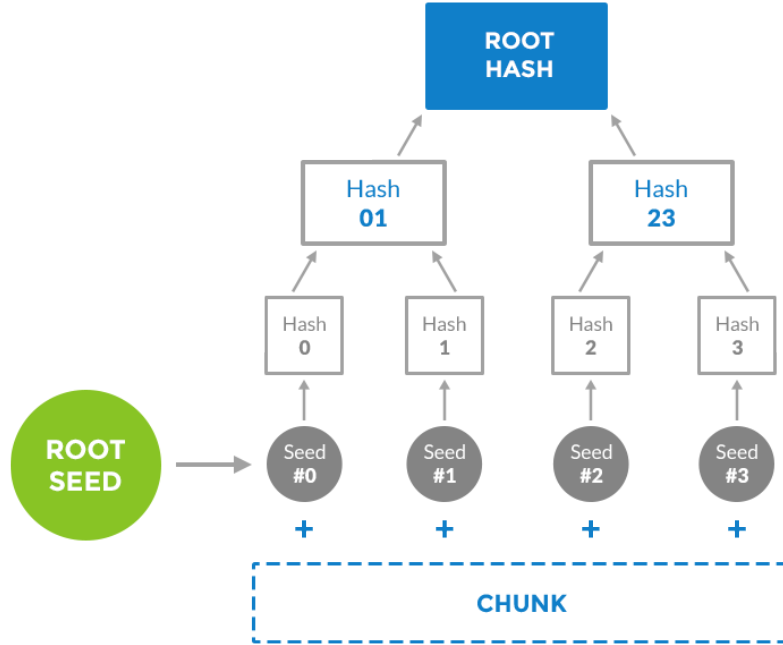 ROOT
HASH
Hash
01
Hash
23
Hash
0
Hash
1
Hash
2
Hash
3
ROOT
SEED
Seed
#0
Seed
#1
Seed
#2
Seed
#3
+ + + +
CHUNK